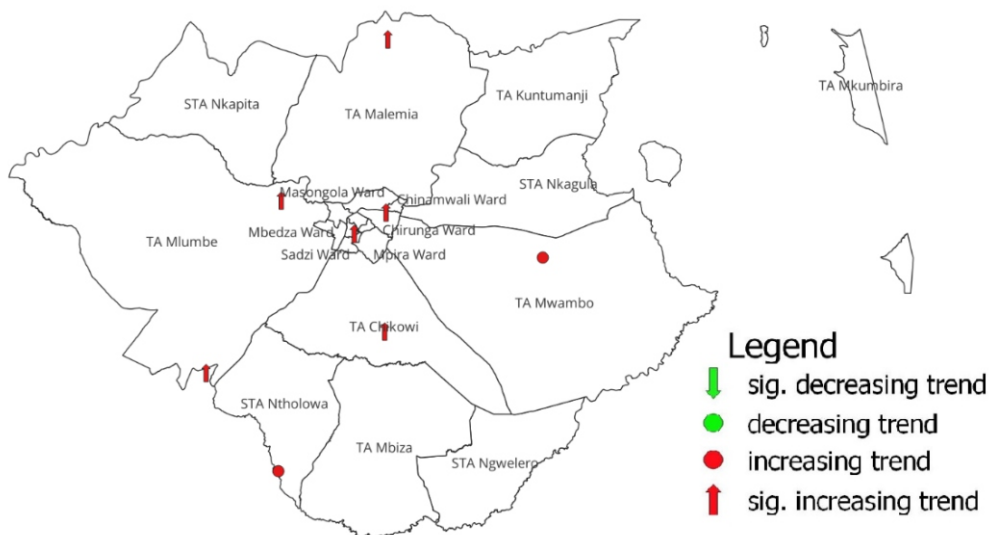 TA Mkumbira
TA Kuntumanji
STA Nkapita
TA Malemia
STA Nkagula
Masongola Ward
Chinamwali Ward
Mbedza Ward
Chirunga Ward
TA Mlumbe
Sadzi Ward
Mpira Ward
TA Mwambo
TA Chikowi
STA Ntholowa
TA Mbiza
STA Ngwelero
Legend
sig. decreasing trend
decreasing trend
increasing trend
sig. increasing trend